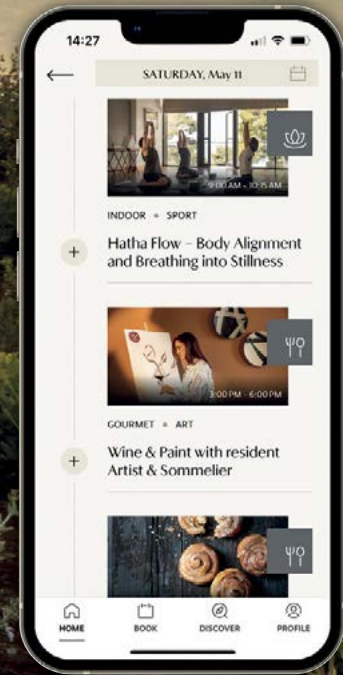 14:27
SATURDAY, May 11
9:00 AM - 10:15 AM
INDOOR • SPORT
Hatha Flow – Body Alignment
and Breathing into Stillness
3:00 PM - 6:00 PM
GOURMET • ART
Wine & Paint with resident
Artist & Sommelier
HOME
BOOK
DISCOVER
PROFILE